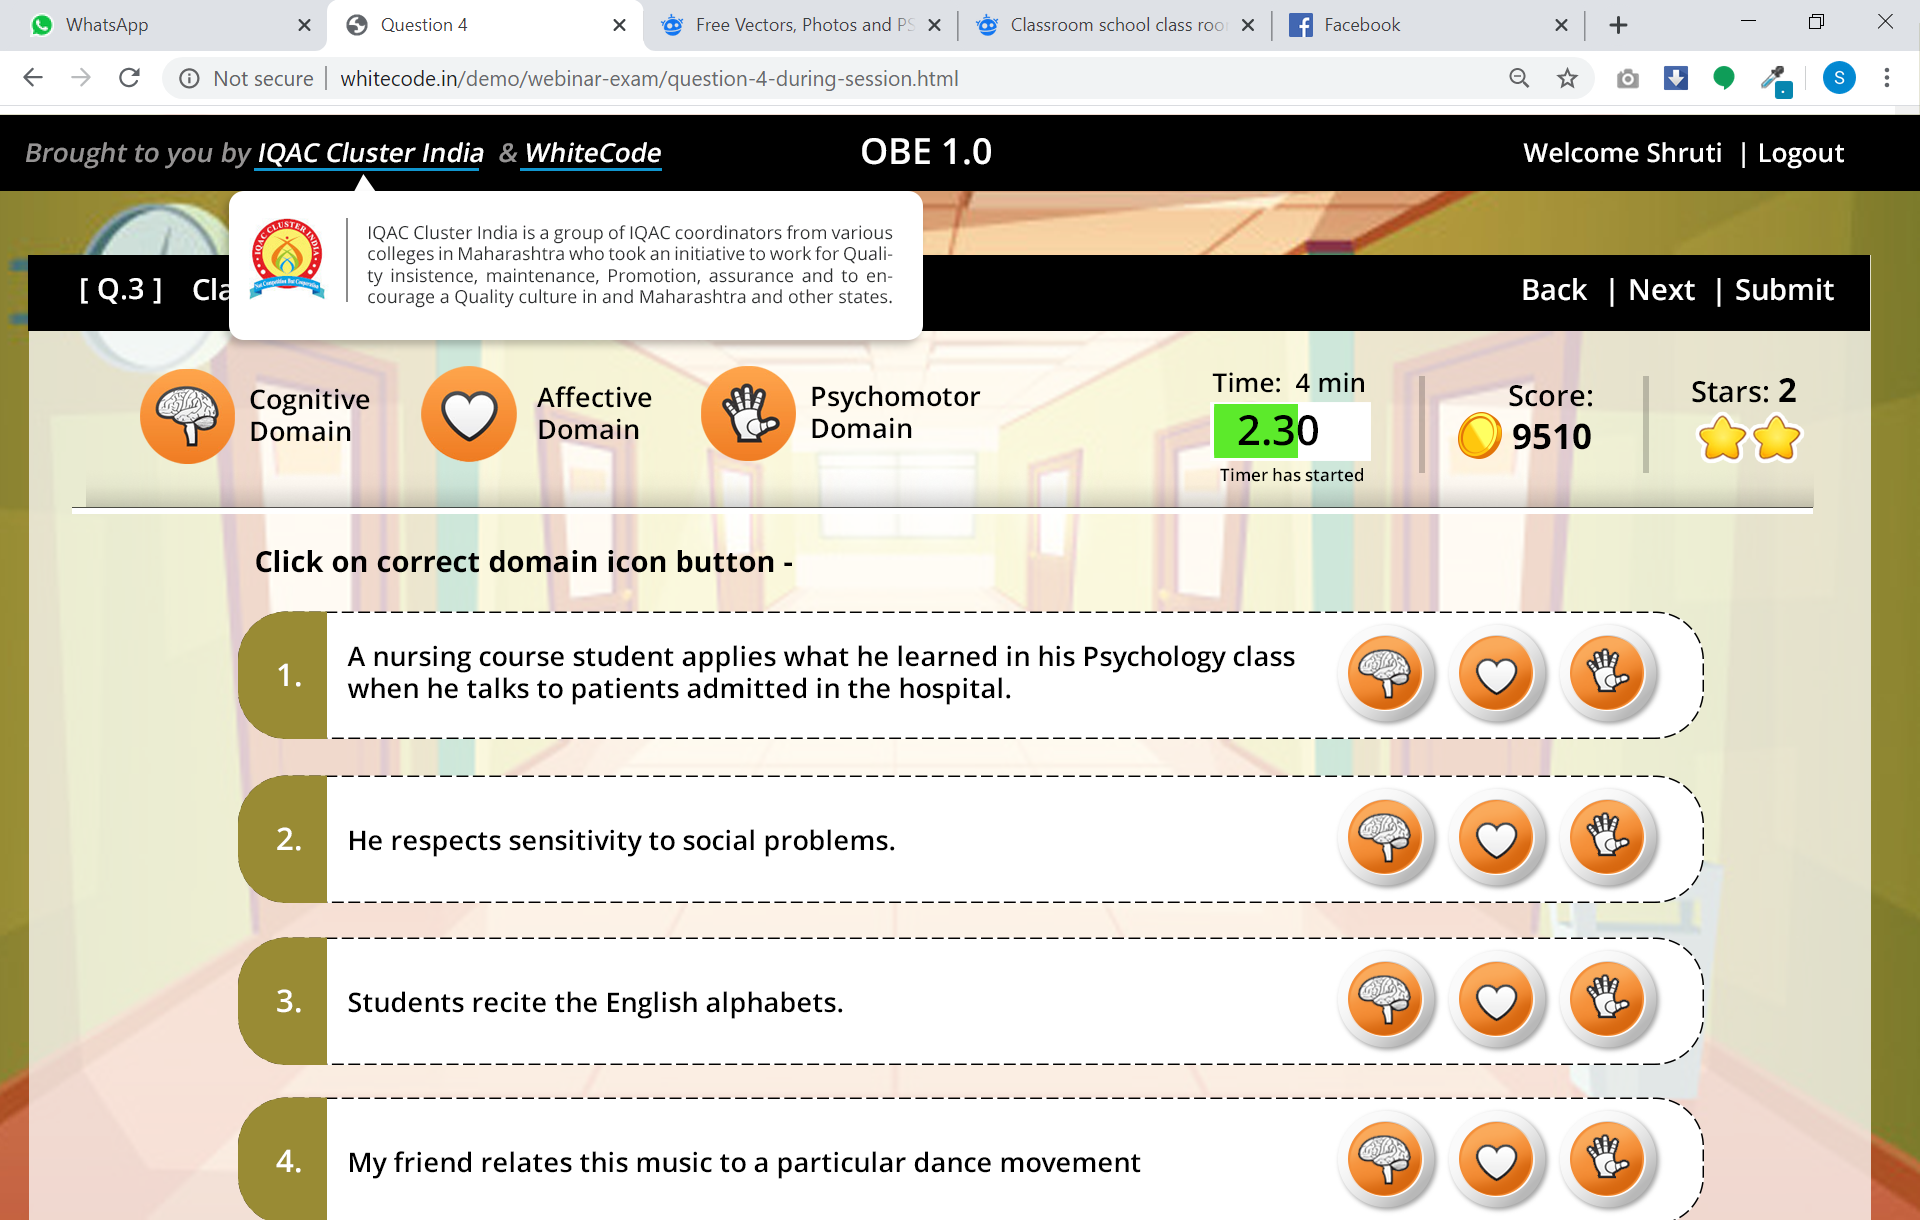 WhatsApp
Question 4
Free Vectors, Photos and PS
Classroom school class roo
Facebook
Not secure
whitecode.in/demo/webinar-exam/question-4-during-session.html
S
Brought to you by IQAC Cluster India & WhiteCode
OBE 1.0
Welcome Shruti | Logout
IQAC CLUSTER INDIA
IQAC Cluster India is a group of IQAC coordinators from various
colleges in Maharashtra who took an initiative to work for Quali-
ty insistence, maintenance, Promotion, assurance and to en-
courage a Quality culture in and Maharashtra and other states.
[ Q.3 ] Cla
Back | Next | Submit
Cognitive
Domain
Affective
Domain
Psychomotor
Domain
Time: 4 min
2.30
Timer has started
Score:
9510
Stars: 2
Click on correct domain icon button -
1.
A nursing course student applies what he learned in his Psychology class
when he talks to patients admitted in the hospital.
2.
He respects sensitivity to social problems.
3.
Students recite the English alphabets.
4.
My friend relates this music to a particular dance movement